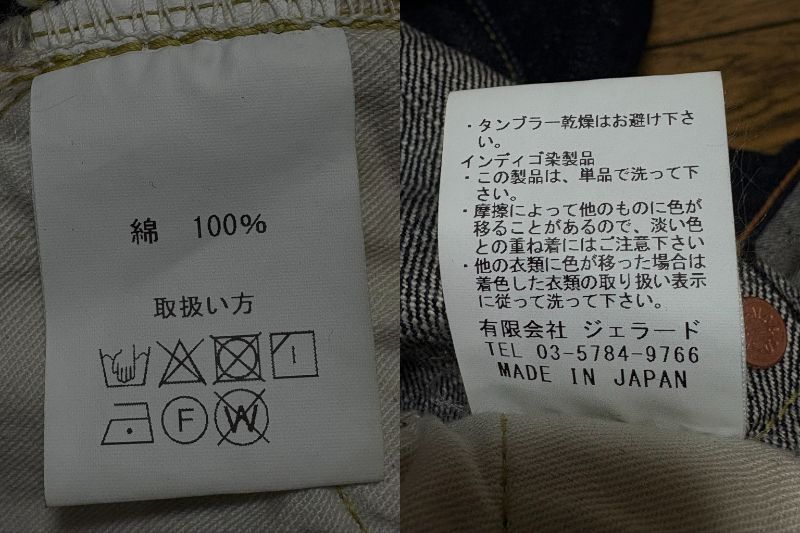 綿 100%
取扱い方
F
W
・タンブラー乾燥はお避け下さ
い。
インディゴ染製品
・この製品は、単品で洗って下
さい。
・摩擦によって他のものに色が
移ることがあるので、淡い色
との重ね着にはご注意下さい
・他の衣類に色が移った場合は
着色した衣類の取り扱い表示
に従って洗って下さい。
有限会社 ジェラード
TEL 03-5784-9766
MADE IN JAPAN